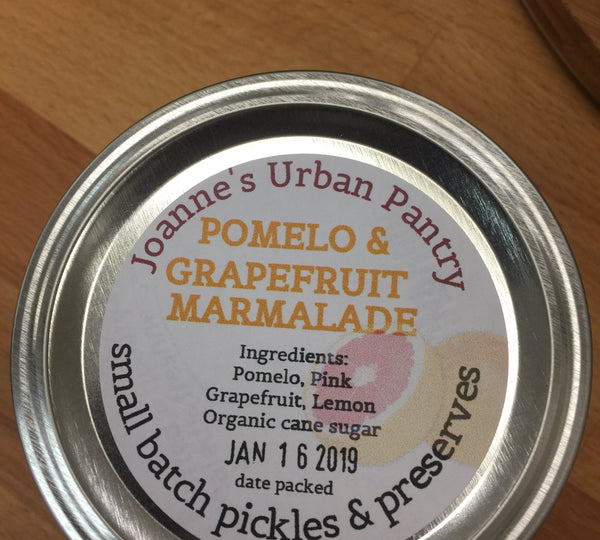 Joanne's Urban Pantry
POMELO &
GRAPEFRUIT
MARMALADE
Ingredients:
Pomelo, Pink
Grapefruit, Lemon
Organic cane sugar
JAN 16 2019
date packed
small batch pickles & preserves